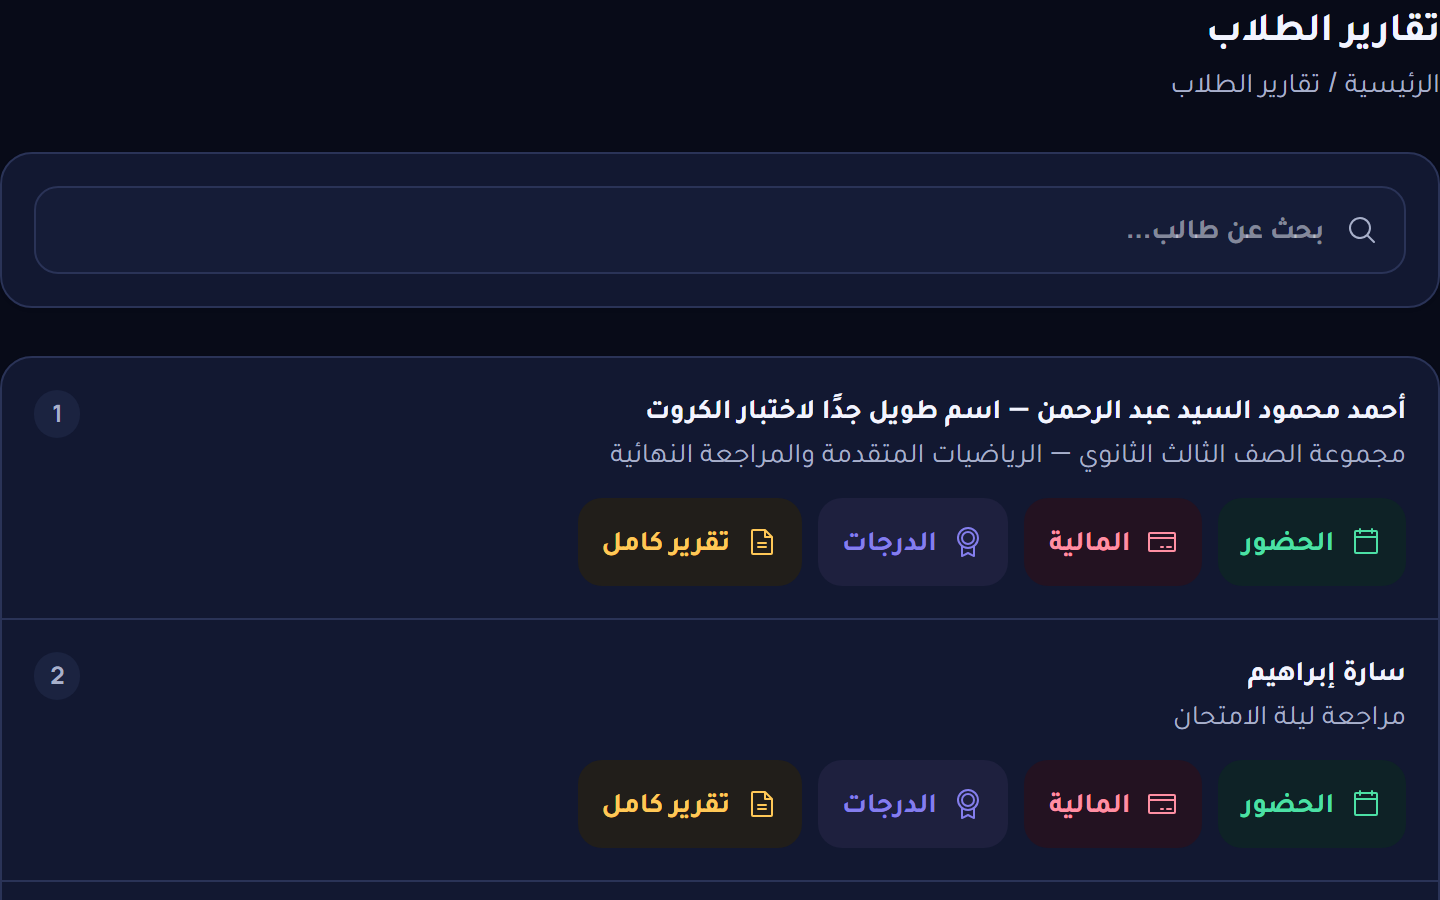 تقارير الطلاب
الرئيسية / تقارير الطلاب
بحث عن طالب...
أحمد محمود السيد عبد الرحمن – اسم طويل جدًا لاختبار الكروت
1
مجموعة الصف الثالث الثانوي – الرياضيات المتقدمة والمراجعة النهائية
الحضور المالية الدرجات تقرير كامل
سارة إبراهيم
2
مراجعة ليلة الامتحان
الحضور المالية الدرجات تقرير كامل